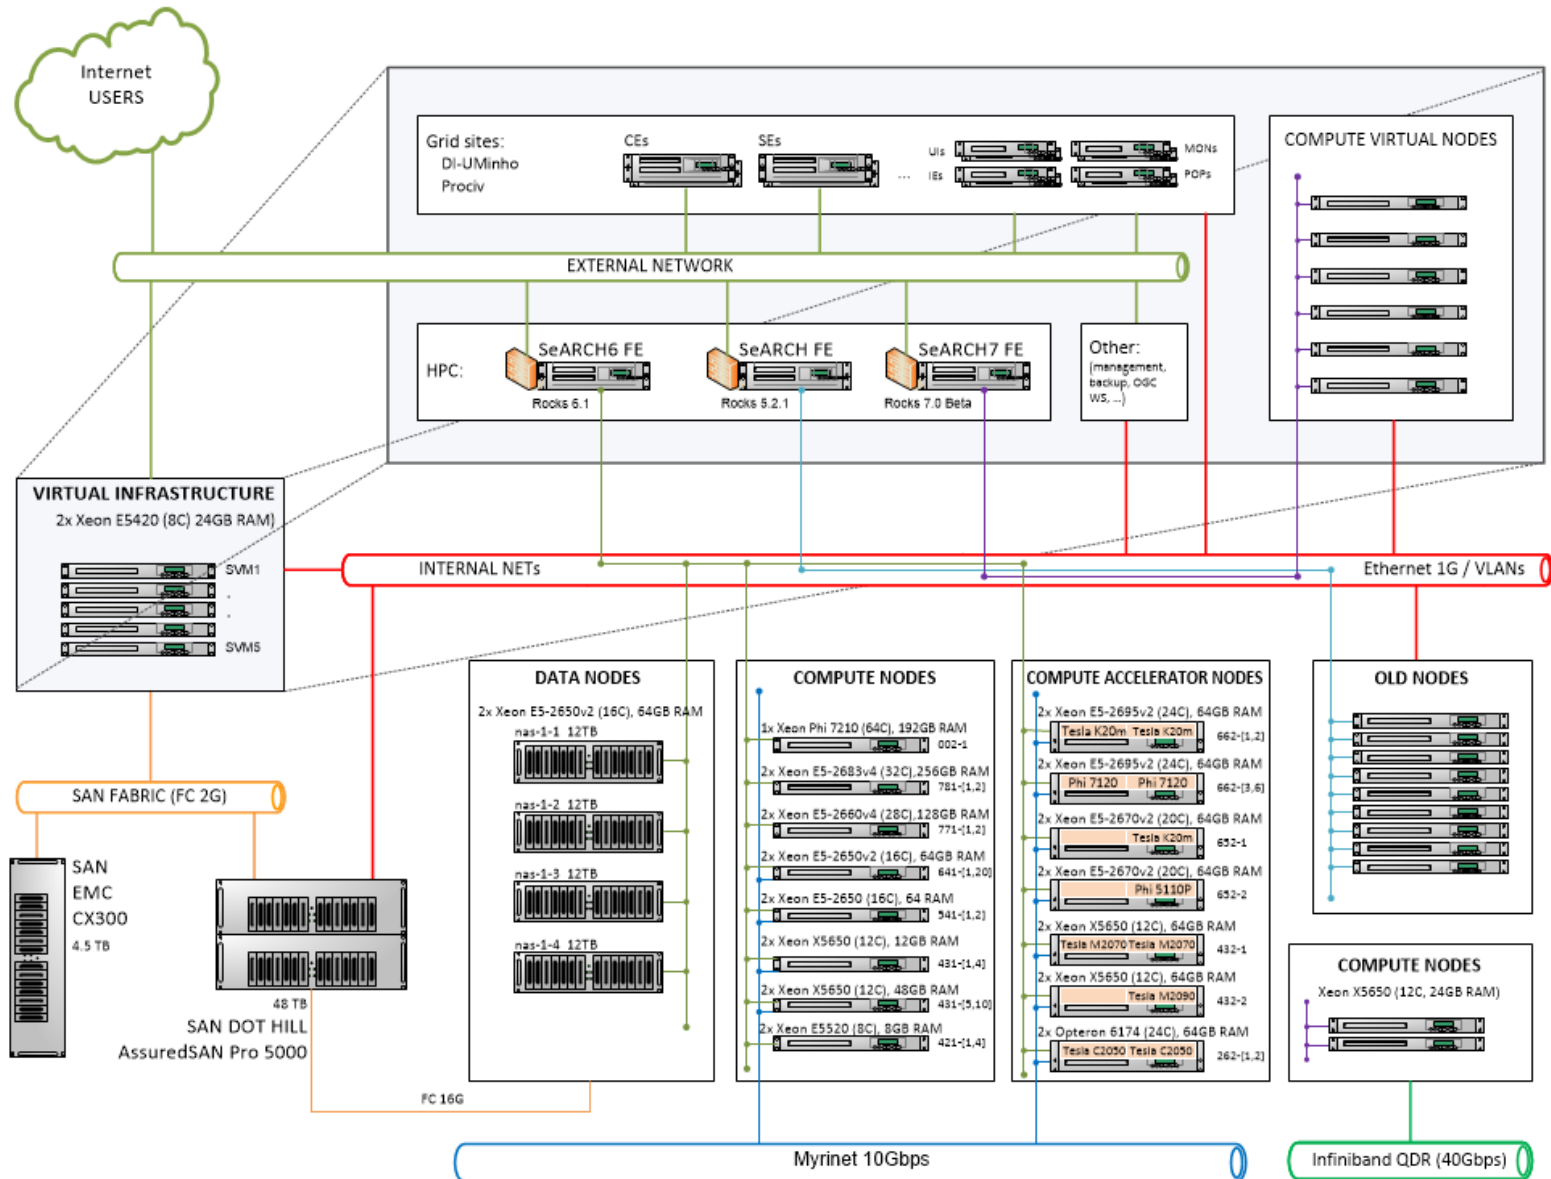 Internet
USERS
Grid sites:
DI-UMinho
Prociv
CEs
SEs
...
UIs
IEs
MONs
POPs
COMPUTE VIRTUAL NODES
EXTERNAL NETWORK
HPC:
SeARCH6 FE
Rocks 6.1
SeARCH FE
Rocks 5.2.1
SeARCH7 FE
Rocks 7.0 Beta
Other:
(management,
backup, OGC
WS, ...)
VIRTUAL INFRASTRUCTURE
2x Xeon E5420 (8C) 24GB RAM)
SVM1
.
.
SVM5
INTERNAL NETs
Ethernet 1G / VLANs
SAN FABRIC (FC 2G)
SAN
EMC
CX300
4.5 TB
48 TB
SAN DOT HILL
AssuredSAN Pro 5000
FC 16G
DATA NODES
2x Xeon E5-2650v2 (16C), 64GB RAM
nas-1-1 12TB
nas-1-2 12TB
nas-1-3 12TB
nas-1-4 12TB
COMPUTE NODES
1x Xeon Phi 7210 (64C), 192GB RAM
002-1
2x Xeon E5-2683v4 (32C),256GB RAM
781-[1,2]
2x Xeon E5-2660v4 (28C),128GB RAM
771-[1,2]
2x Xeon E5-2650v2 (16C), 64GB RAM
641-[1,20]
2x Xeon E5-2650 (16C), 64 RAM
541-[1,2]
2x Xeon X5650 (12C), 12GB RAM
431-[1,4]
2x Xeon X5650 (12C), 48GB RAM
431-[5,10]
2x Xeon E5520 (8C), 8GB RAM
421-[1,4]
COMPUTE ACCELERATOR NODES
2x Xeon E5-2695v2 (24C), 64GB RAM
Tesla K20m Tesla K20m
662-[1,2]
2x Xeon E5-2695v2 (24C), 64GB RAM
Phi 7120 Phi 7120
662-[3,6]
2x Xeon E5-2670v2 (20C), 64GB RAM
Tesla K20m
652-1
2x Xeon E5-2670v2 (20C), 64GB RAM
Phi 5110P
652-2
2x Xeon X5650 (12C), 64GB RAM
Tesla M2070 Tesla M2070
432-1
2x Xeon X5650 (12C), 64GB RAM
Tesla M2090
432-2
2x Opteron 6174 (24C), 64GB RAM
Tesla C2050 Tesla C2050
262-[1,2]
OLD NODES
COMPUTE NODES
Xeon X5650 (12C, 24GB RAM)
Myrinet 10Gbps
Infiniband QDR (40Gbps)